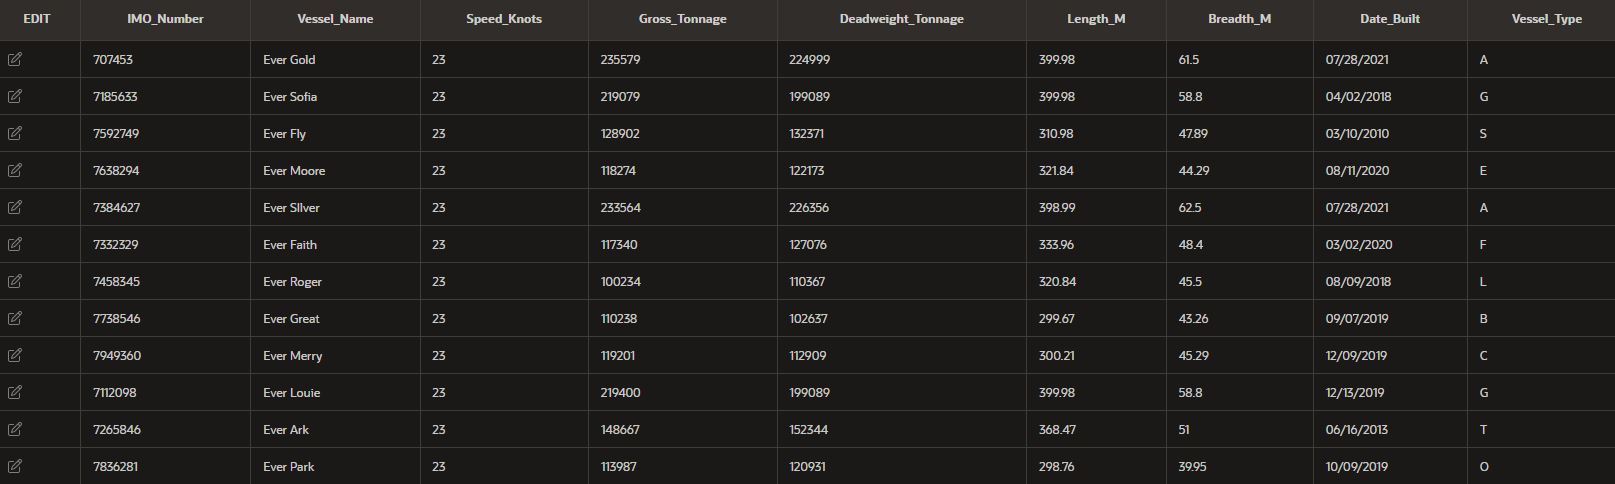 EDIT IMO_Number Vessel_Name Speed_Knots Gross_Tonnage Deadweight_Tonnage Length_M Breadth_M Date_Built Vessel_Type
707453 Ever Gold 23 235579 224999 399.98 61.5 07/28/2021 A
7185633 Ever Sofia 23 219079 199089 399.98 58.8 04/02/2018 G
7592749 Ever Fly 23 128902 132371 310.98 47.89 03/10/2010 S
7638294 Ever Moore 23 118274 122173 321.84 44.29 08/11/2020 E
7384627 Ever SIlver 23 233564 226356 398.99 62.5 07/28/2021 A
7332329 Ever Faith 23 117340 127076 333.96 48.4 03/02/2020 F
7458345 Ever Roger 23 100234 110367 320.84 45.5 08/09/2018 L
7738546 Ever Great 23 110238 102637 299.67 43.26 09/07/2019 B
7949360 Ever Merry 23 119201 112909 300.21 45.29 12/09/2019 C
7112098 Ever Louie 23 219400 199089 399.98 58.8 12/13/2019 G
7265846 Ever Ark 23 148667 152344 368.47 51 06/16/2013 T
7836281 Ever Park 23 113987 120931 298.76 39.95 10/09/2019 O